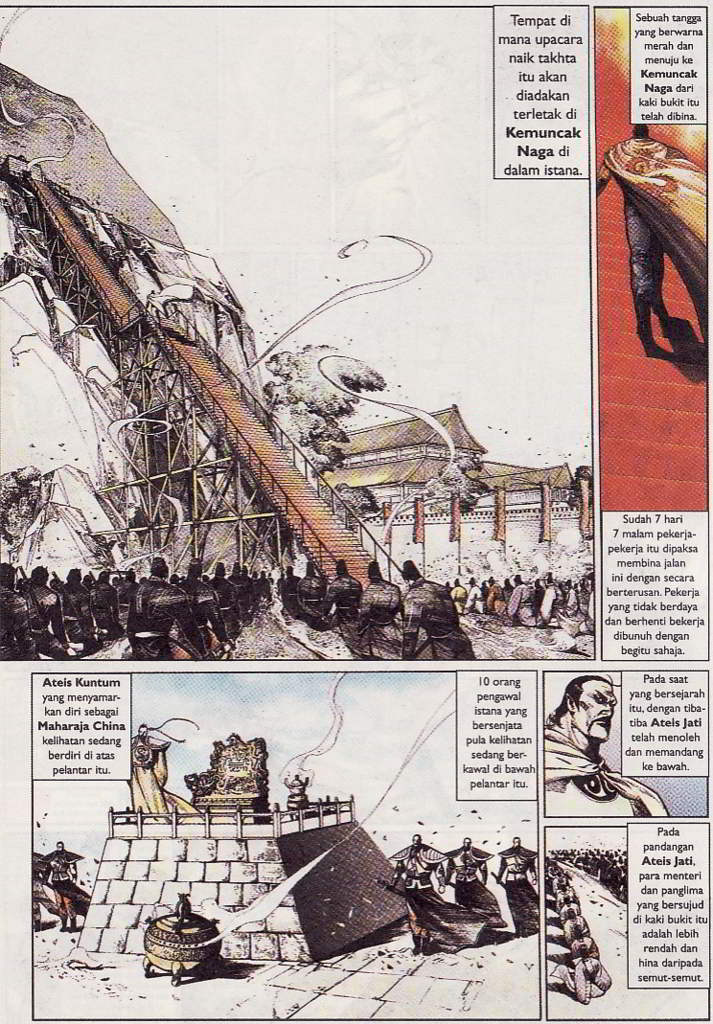 Tempat di
mana upacara
naik takhta
itu akan
diadakan
terletak di
Kemuncak
Naga di
dalam istana.
Sebuah tangga
yang berwarna
merah dan
menuju ke
Kemuncak
Naga dari
kaki bukit itu
telah dibina.
Sudah 7 hari
7 malam pekerja-
pekerja itu dipaksa
membina jalan
ini dengan secara
berterusan. Pekerja
yang tidak berdaya
dan berhenti bekerja
dibunuh dengan
begitu sahaja.
Ateis Kuntum
yang menyamar-
kan diri sebagai
Maharaja China
kelihatan sedang
berdiri di atas
pelantar itu.
10 orang
pengawal
istana yang
bersenjata
pula kelihatan
sedang ber-
kawal di bawah
pelantar itu.
Pada saat
yang bersejarah
itu, dengan tiba-
tiba Ateis Jati
telah menoleh
dan memandang
ke bawah.
Pada
pandangan
Ateis Jati,
para menteri
dan panglima
yang bersujud
di kaki bukit itu
adalah lebih
rendah dan
hina daripada
semut-semut.